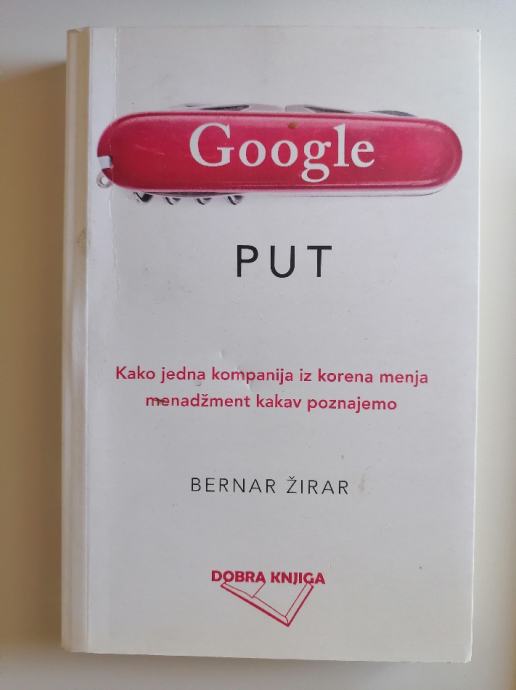 Google
PUT
Kako jedna kompanija iz korena menja
menadžment kakav poznajemo
BERNAR ŽIRAR
DOBRA KNJIGA